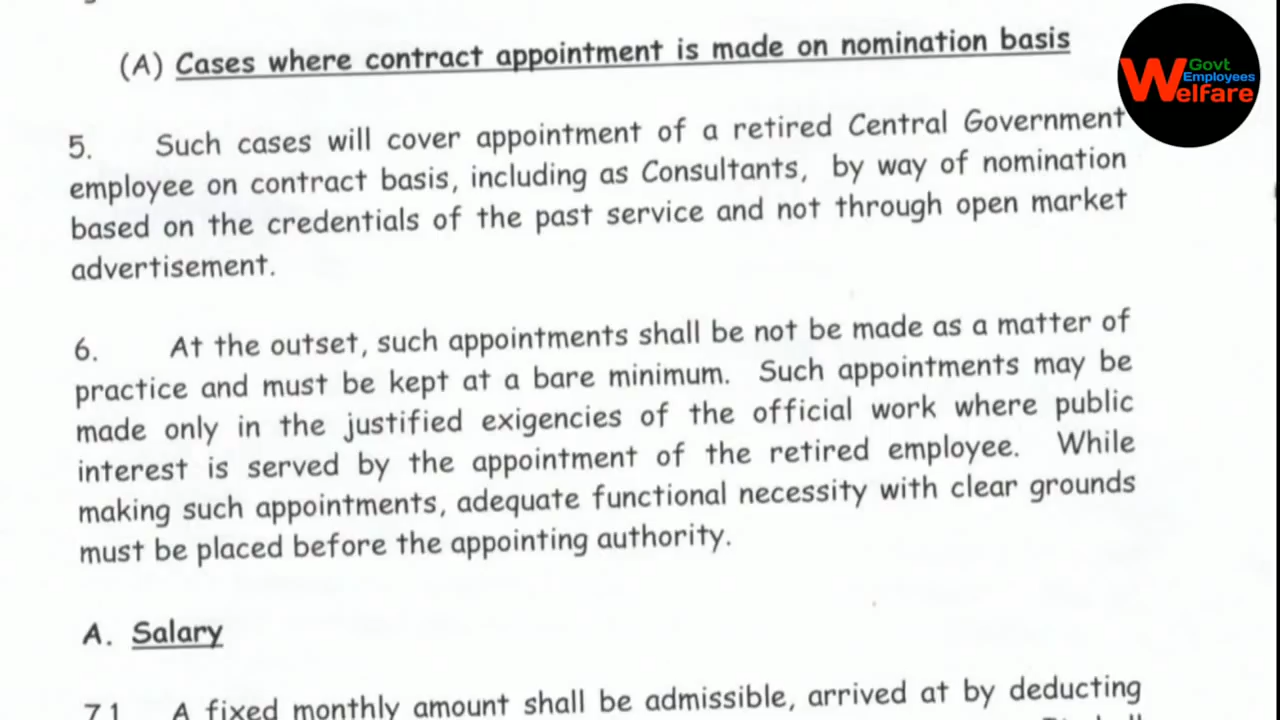 (A) Cases where contract appointment is made on nomination basis
Govt
Employees
Welfare
5. Such cases will cover appointment of a retired Central Government
employee on contract basis, including as Consultants, by way of nomination
based on the credentials of the past service and not through open market
advertisement.
6. At the outset, such appointments shall be not be made as a matter of
practice and must be kept at a bare minimum. Such appointments may be
made only in the justified exigencies of the official work where public
interest is served by the appointment of the retired employee. While
making such appointments, adequate functional necessity with clear grounds
must be placed before the appointing authority.
A. Salary
7.1 A fixed monthly amount shall be admissible, arrived at by deducting